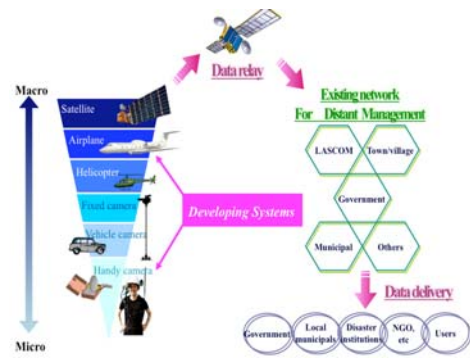 Macro
Satellite
Airplane
Helicopter
Fixed camera
Vehicle camera
Handy camera
Micro
Developing Systems
Data relay
Existing network
For Distant Management
LASCOM
Town/village
Government
Municipal
Others
Data delivery
Government
Local
municipals
Disaster
institutions
NGO,
etc
Users